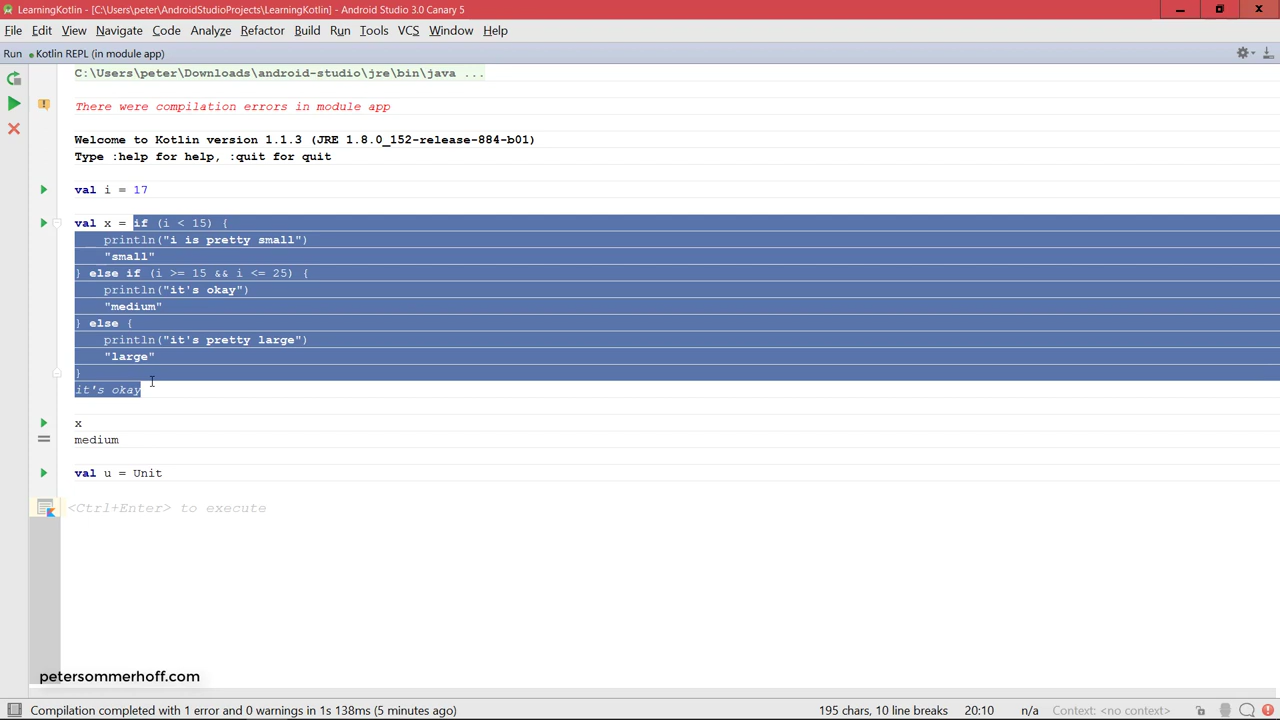 LearningKotlin - [C:\Users\peter\AndroidStudioProjects\LearningKotlin] - Android Studio 3.0 Canary 5
File Edit View Navigate Code Analyze Refactor Build Run Tools VCS Window Help
Run Kotlin REPL (in module app)
C:\Users\peter\Downloads\android-studio\jre\bin\java ...
There were compilation errors in module app
Welcome to Kotlin version 1.1.3 (JRE 1.8.0_152-release-884-b01)
Type :help for help, :quit for quit
val i = 17
val x = if (i < 15) {
    println("i is pretty small")
    "small"
} else if (i >= 15 && i <= 25) {
    println("it's okay")
    "medium"
} else {
    println("it's pretty large")
    "large"
}
it's okay
x
medium
val u = Unit
<Ctrl+Enter> to execute
petersommerhoff.com
Compilation completed with 1 error and 0 warnings in 1s 138ms (5 minutes ago) 195 chars, 10 line breaks 20:10 n/a Context: <no context>